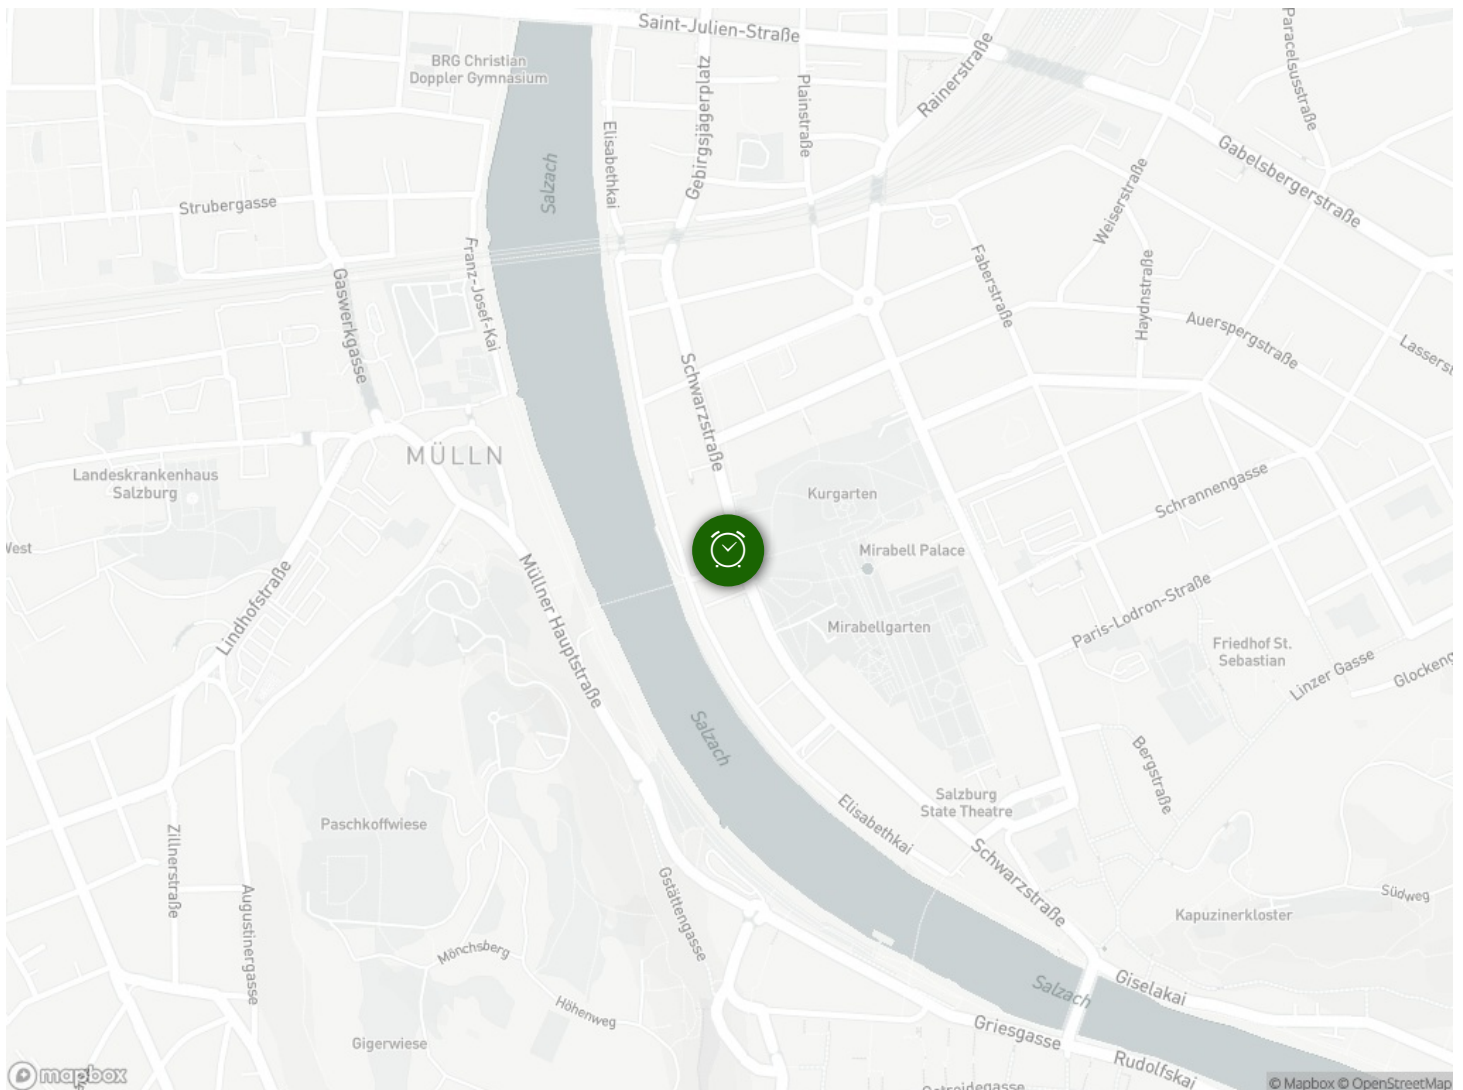 Saint-Julien-Straße
BRG Christian
Doppler Gymnasium
Paracelsusstraße
Rainerstraße
Gebirgsjägerplatz
Plainstraße
Elisabethkai
Salzach
Gabelsbergerstraße
Weiserstraße
Strubergasse
Franz-Josef-Kai
Gaswerkgasse
Faberstraße
Haydnstraße
Auerspergstraße
Schwarzstraße
MÜLLN
Landeskrankenhaus
Salzburg
Kurgarten
Schrannengasse
Mirabell Palace
Lindhofstraße
Müllner Hauptstraße
Mirabellgarten
Paris-Lodron-Straße
Friedhof St.
Sebastian
Linzer Gasse
Salzach
Bergstraße
Salzburg
State Theatre
Elisabethkai
Paschkoffwiese
Zillnerstraße
Augustinergasse
Gstättengasse
Schwarzstraße
Südweg
Kapuzinerkloster
Mönchsberg
Höhenweg
Salzach
Giselakai
Griesgasse
Gigerwiese
Rudolfskai
mapbox
© Mapbox © OpenStreetMap